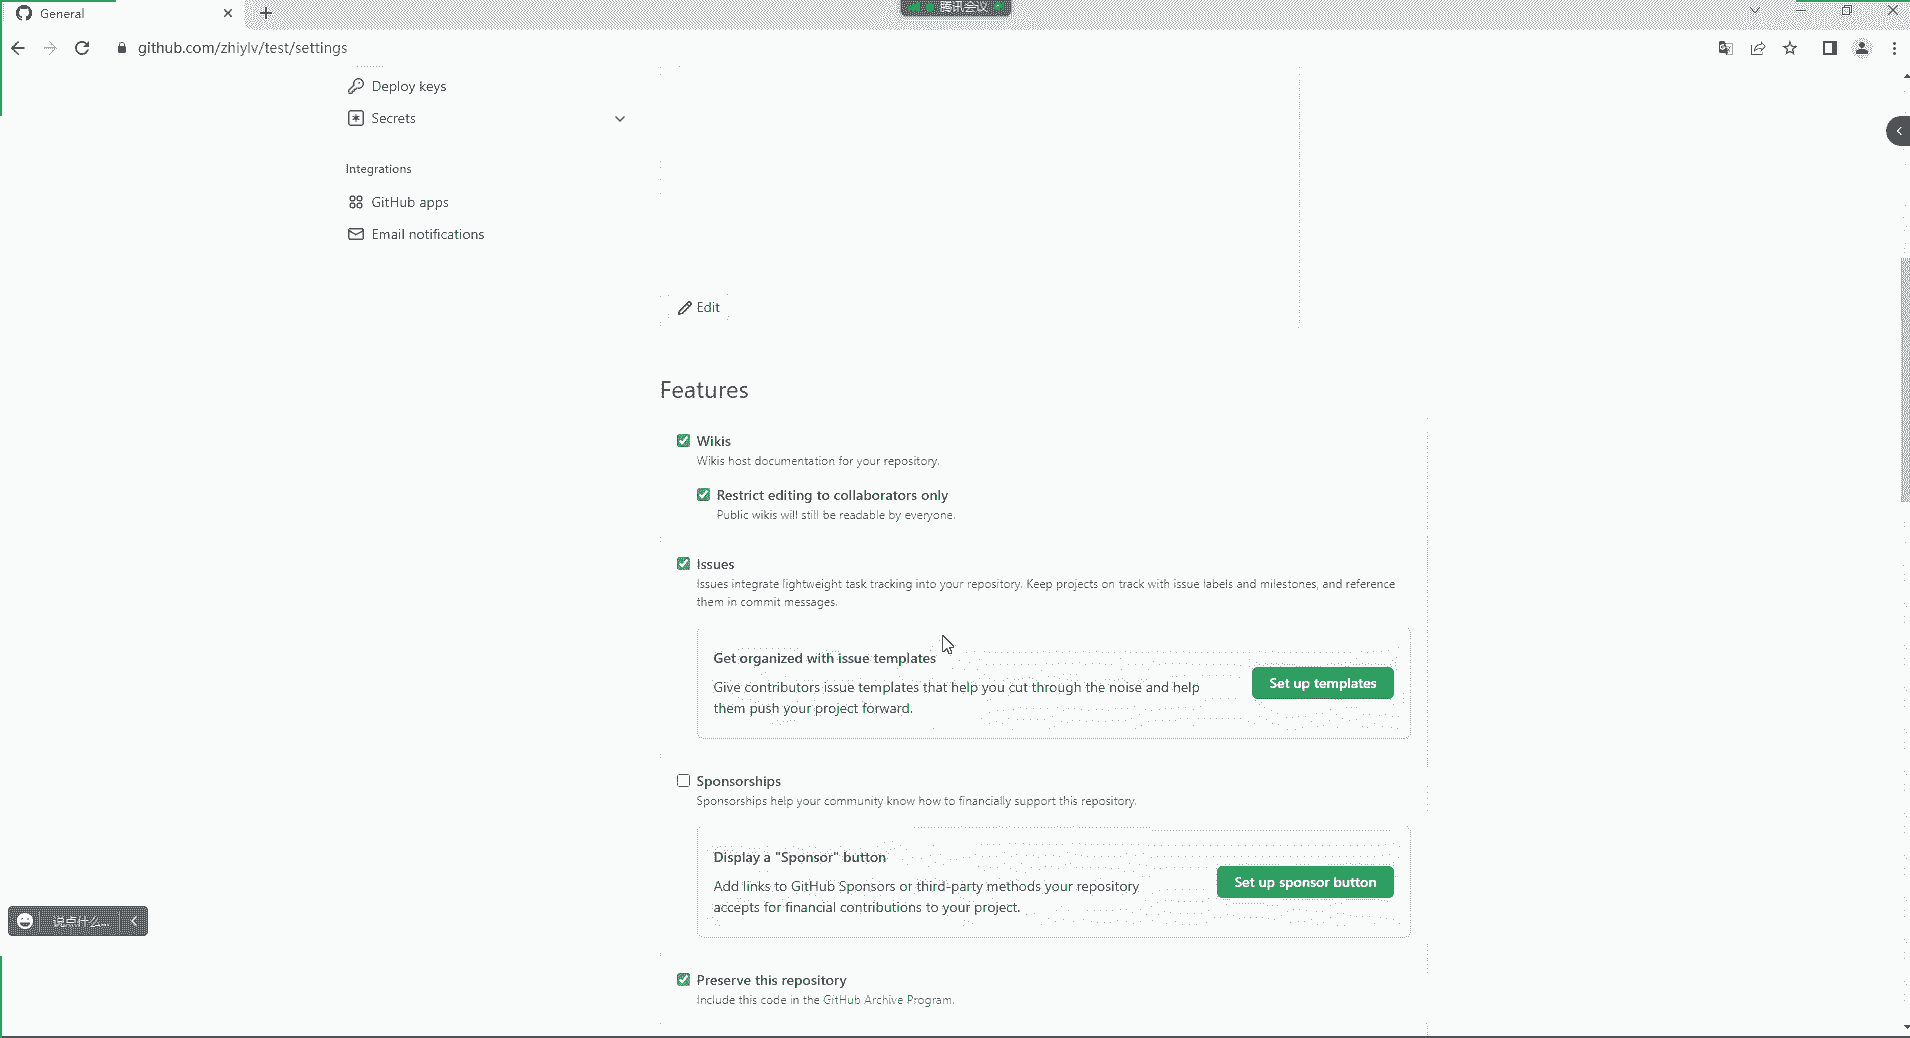 General
腾讯会议
github.com/zhiylv/test/settings
Deploy keys
Secrets
Integrations
GitHub apps
Email notifications
Edit
Features
Wikis
Wikis host documentation for your repository.
Restrict editing to collaborators only
Public wikis will still be readable by everyone.
Issues
Issues integrate lightweight task tracking into your repository. Keep projects on track with issue labels and milestones, and reference
them in commit messages.
Get organized with issue templates
Give contributors issue templates that help you cut through the noise and help
them push your project forward.
Set up templates
Sponsorships
Sponsorships help your community know how to financially support this repository.
Display a "Sponsor" button
Add links to GitHub Sponsors or third-party methods your repository
accepts for financial contributions to your project.
Set up sponsor button
说点什么...
Preserve this repository
Include this code in the GitHub Archive Program.